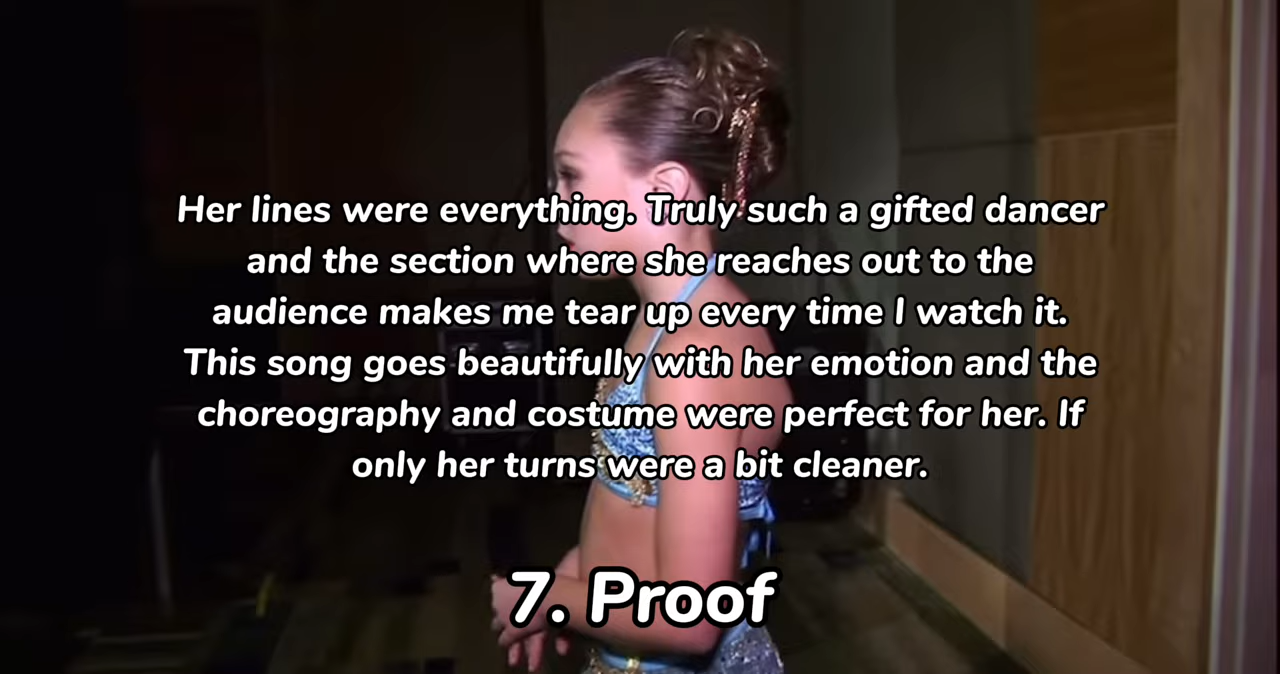 Her lines were everything. Truly such a gifted dancer
and the section where she reaches out to the
audience makes me tear up every time I watch it.
This song goes beautifully with her emotion and the
choreography and costume were perfect for her. If
only her turns were a bit cleaner.
7. Proof